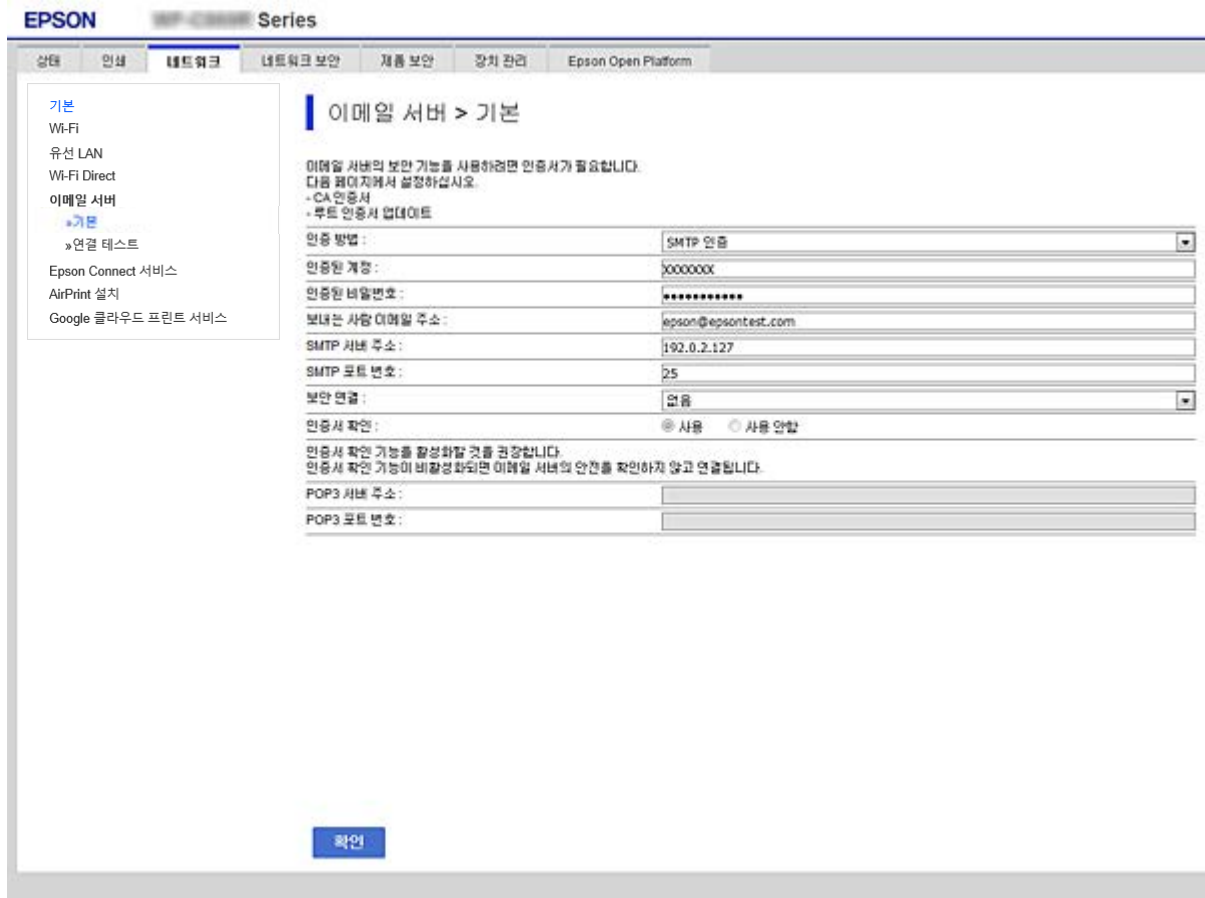 EPSON Series
상태 인쇄 네트워크 네트워크 보안 제품 보안 장치 관리 Epson Open Platform
기본
Wi-Fi
유선 LAN
Wi-Fi Direct
이메일 서버
»기본
»연결 테스트
Epson Connect 서비스
AirPrint 설치
Google 클라우드 프린트 서비스
이메일 서버 > 기본
이메일 서버의 보안 기능을 사용하려면 인증서가 필요합니다.
다음 페이지에서 설정하십시오.
- CA 인증서
- 루트 인증서 업데이트
인증 방법 : SMTP 인증
인증된 계정 : XXXXXXX
인증된 비밀번호 : •••••••••••
보내는 사람 이메일 주소 : epson@epsontest.com
SMTP 서버 주소 : 192.0.2.127
SMTP 포트 번호 : 25
보안 연결 : 없음
인증서 확인 : 사용 사용 안함
인증서 확인 기능를 활성화할 것을 권장합니다.
인증서 확인 기능이 비활성화되면 이메일 서버의 안전를 확인하지 않고 연결됩니다.
POP3 서버 주소 :
POP3 포트 번호 :
확인